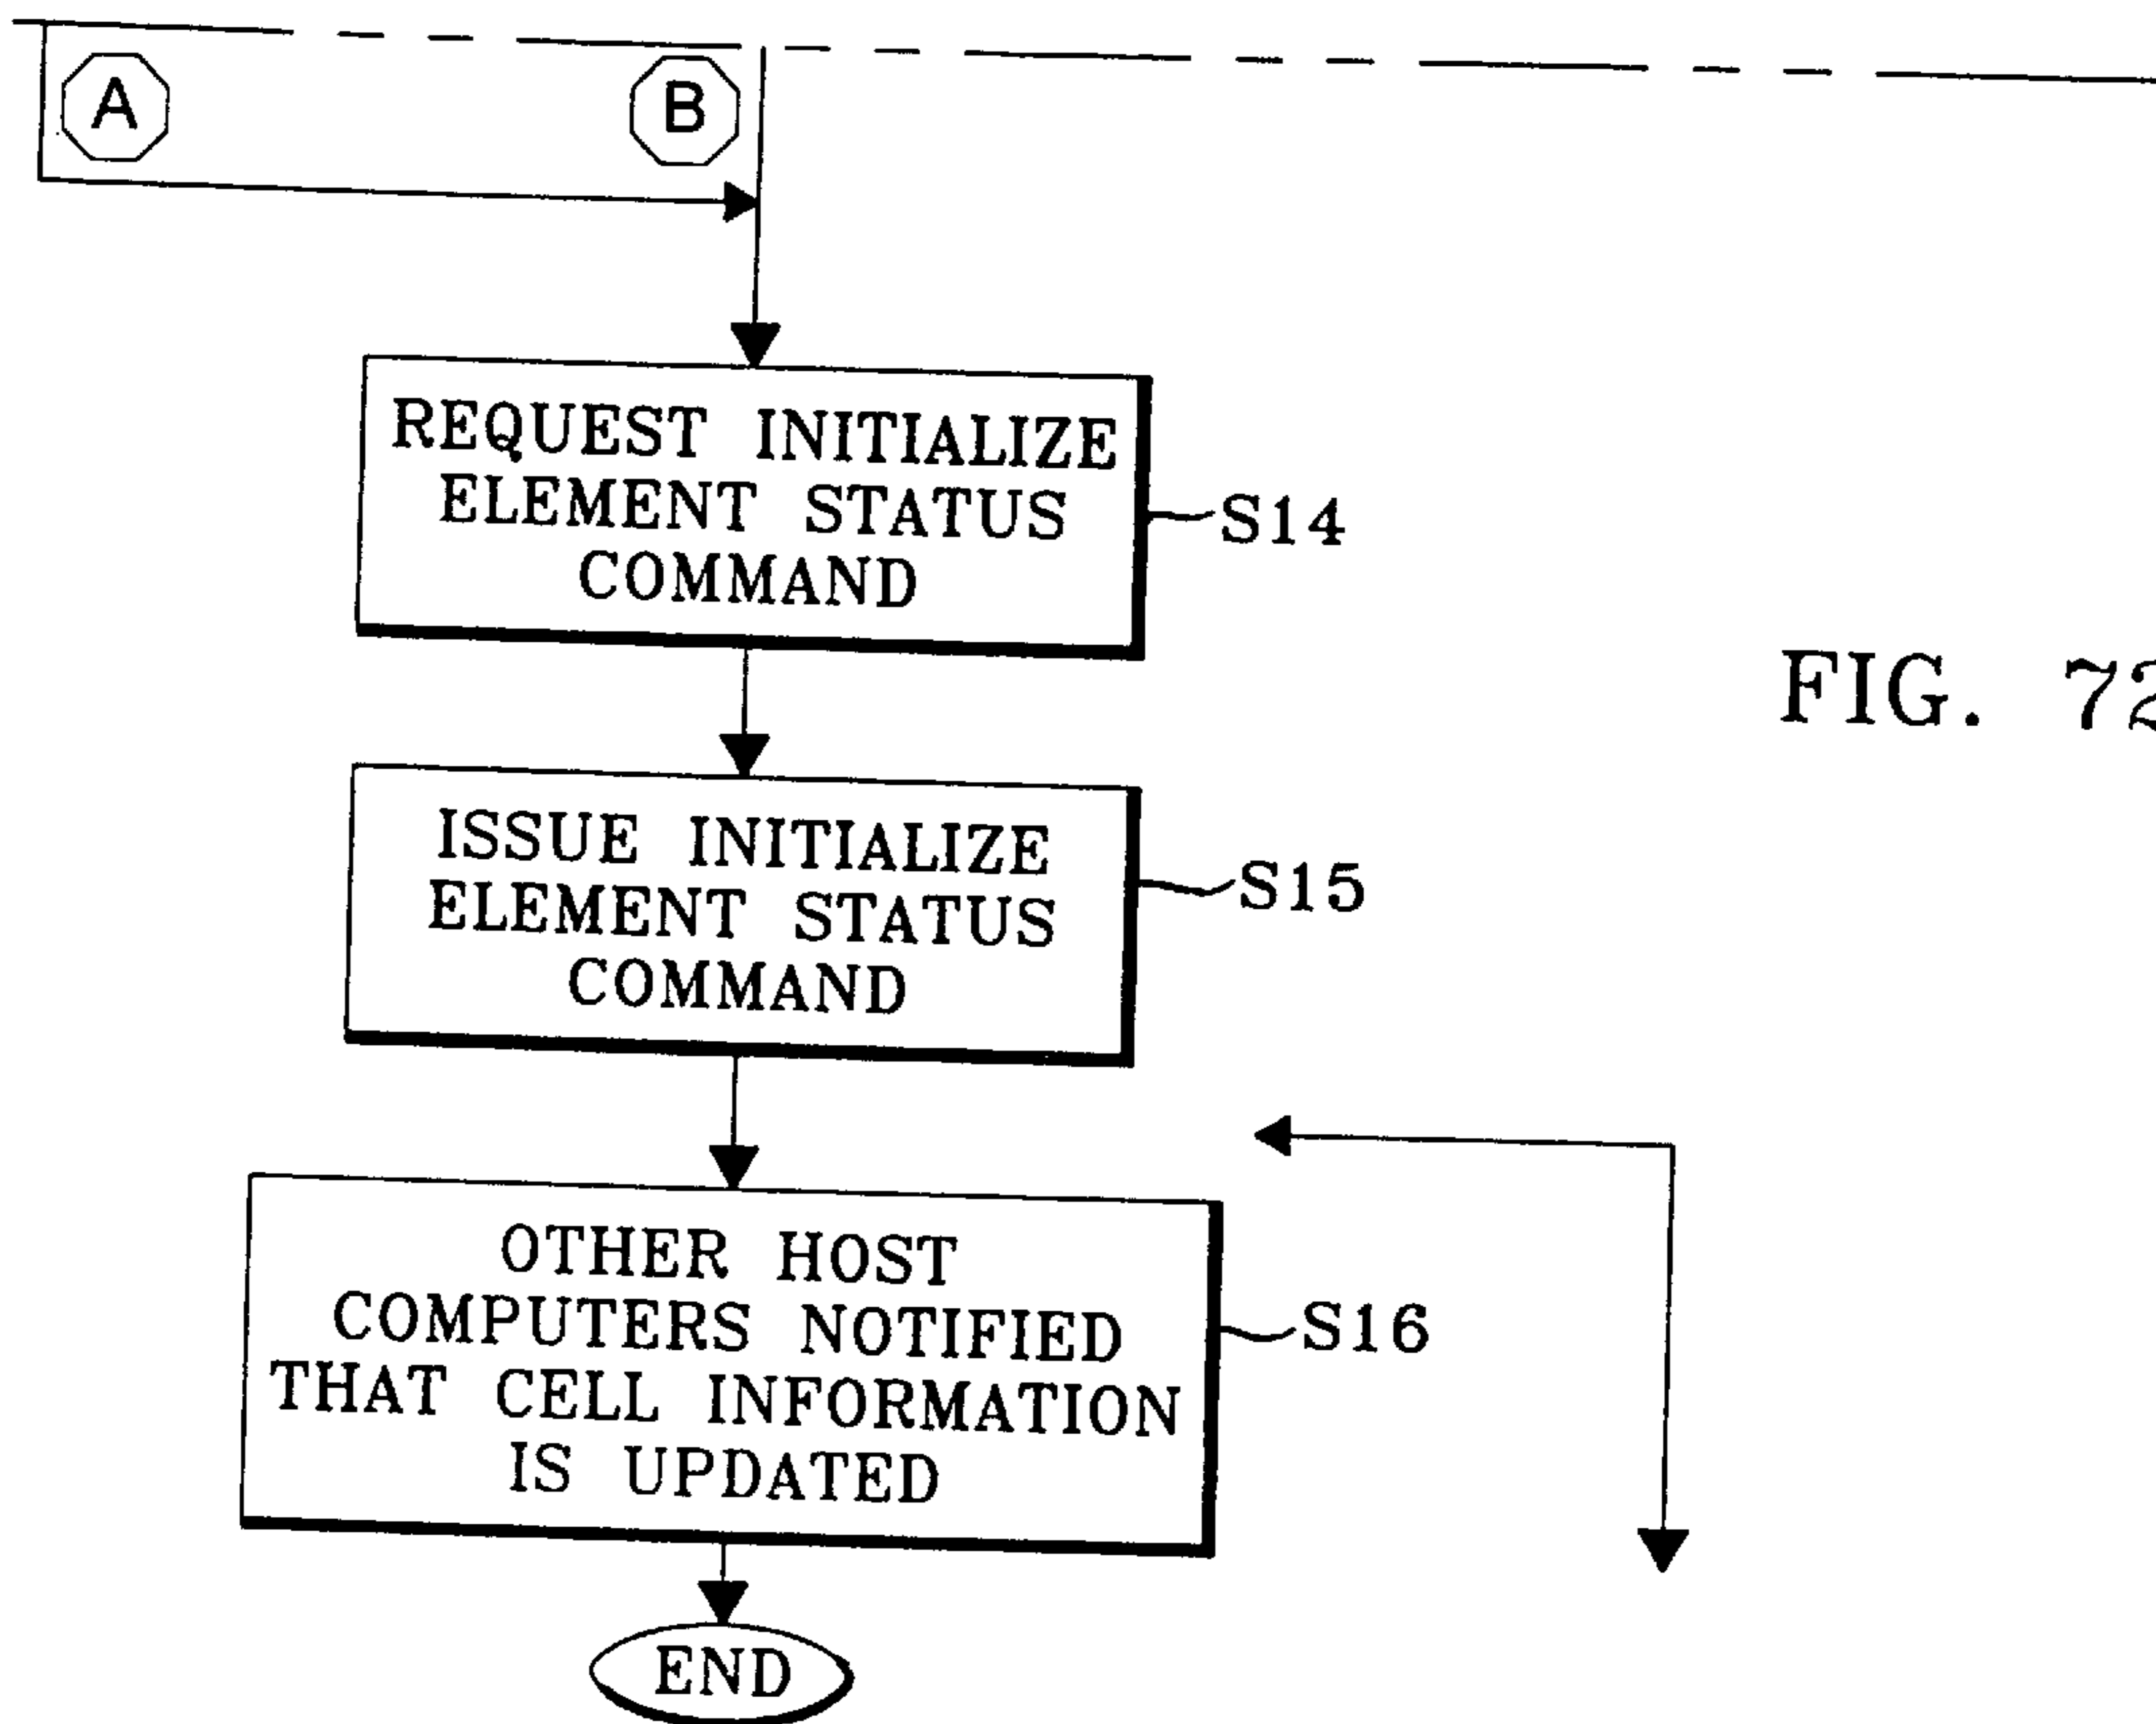 A
B
REQUEST INITIALIZE
ELEMENT STATUS
COMMAND
S14
FIG. 72
ISSUE INITIALIZE
ELEMENT STATUS
COMMAND
S15
OTHER HOST
COMPUTERS NOTIFIED
THAT CELL INFORMATION
IS UPDATED
S16
END